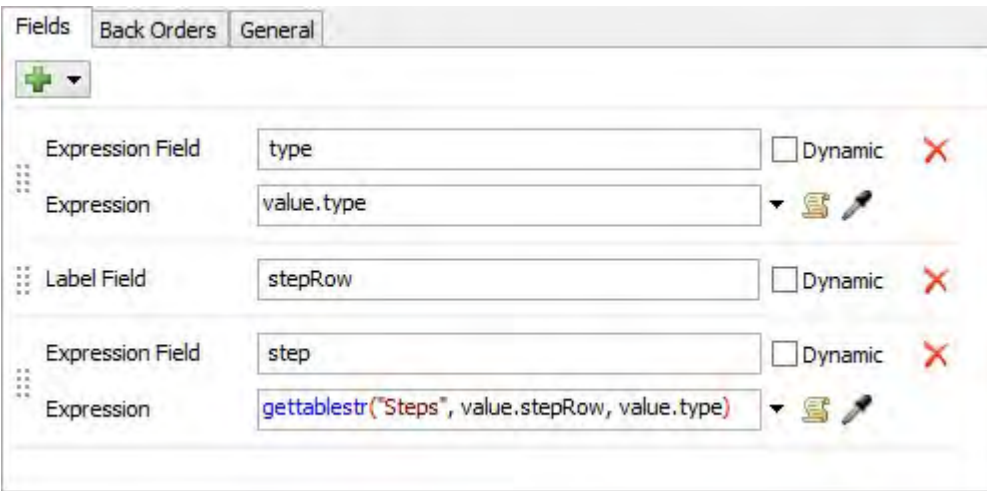 Fields Back Orders General
Expression Field type Dynamic
Expression value.type
Label Field stepRow Dynamic
Expression Field step Dynamic
Expression gettablestr("Steps", value.stepRow, value.type)